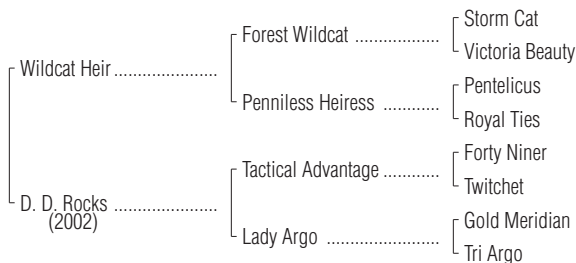 Storm Cat
Forest Wildcat ..................
Victoria Beauty
Wildcat Heir ......................
Pentelicus
Penniless Heiress ............
Royal Ties
Forty Niner
Tactical Advantage ............
Twitchet
D. D. Rocks ......................
(2002)
Gold Meridian
Lady Argo ........................
Tri Argo